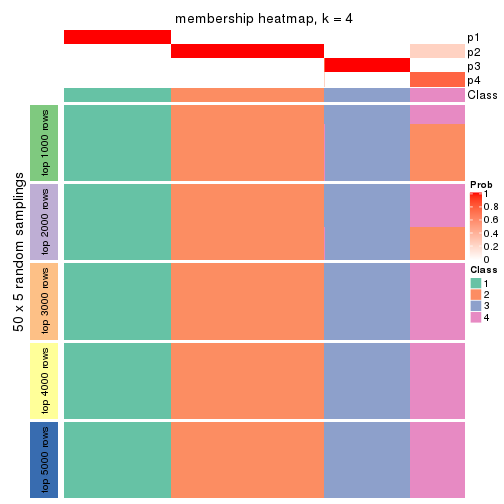 membership heatmap, k = 4
p1
p2
p3
p4
Class
50 x 5 random samplings
top 1000 rows
top 2000 rows
top 3000 rows
top 4000 rows
top 5000 rows
Prob
1
0.8
0.6
0.4
0.2
0
Class
1
2
3
4